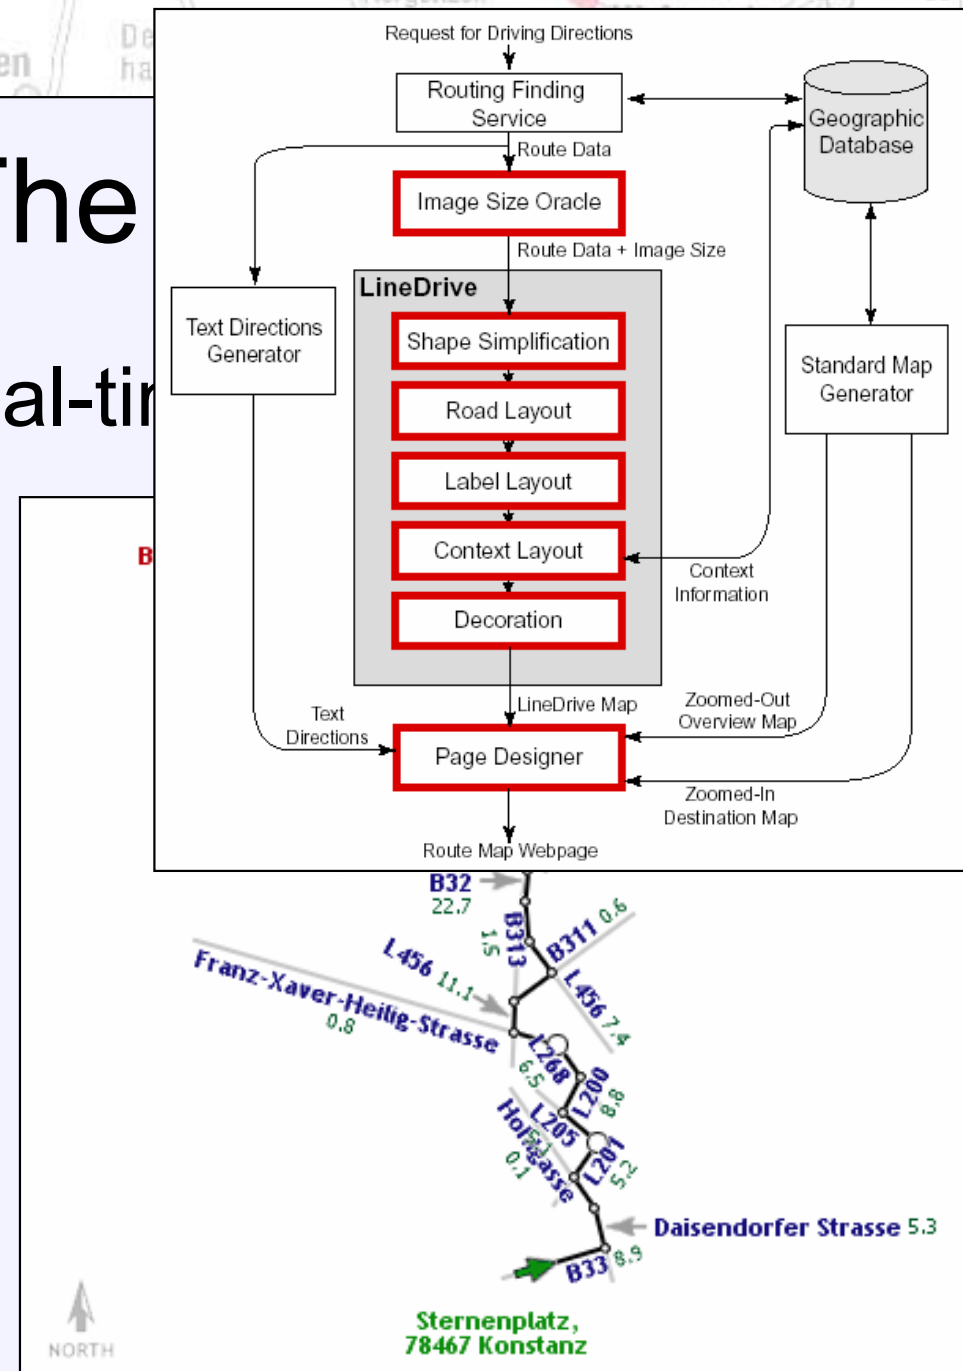 The
al-tir
Request for Driving Directions
Routing Finding
Service
Geographic
Database
Route Data
Image Size Oracle
Route Data + Image Size
LineDrive
Text Directions
Generator
Shape Simplification
Road Layout
Label Layout
Context Layout
Decoration
Standard Map
Generator
Context
Information
LineDrive Map
Text
Directions
Zoomed-Out
Overview Map
Page Designer
Zoomed-In
Destination Map
Route Map Webpage
B
B32
22.7
B313
1.5
B311 0.6
L456 11.1
L456 7.4
Franz-Xaver-Heilig-Strasse
0.8
L268
6.5
L200
8.8
L205
L201
5.2
0.1
Daisendorfer Strasse 5.3
B33 8.9
Sternenplatz,
78467 Konstanz
NORTH